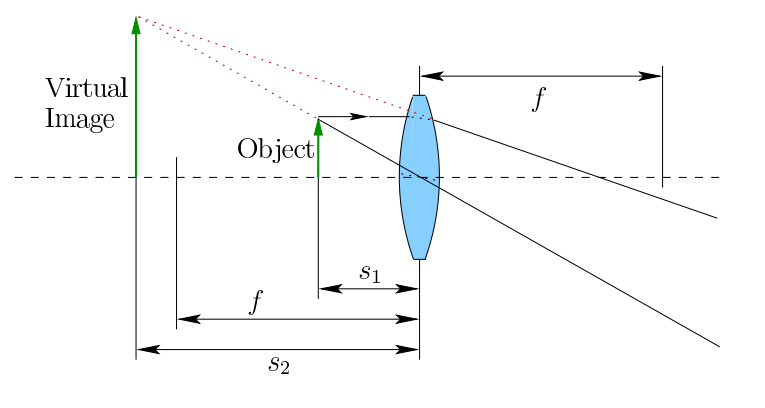 Virtual
Image
f
Object
s₁
f
s₂